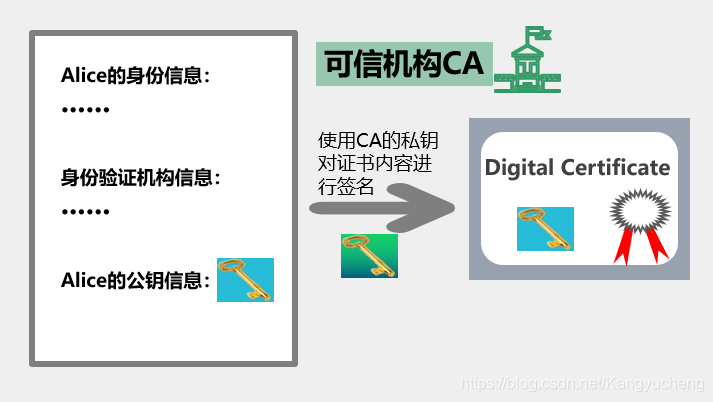 Alice的身份信息：
······
身份验证机构信息：
······
Alice的公钥信息：
可信机构CA
使用CA的私钥
对证书内容进
行签名
Digital Certificate
https://blog.csdn.net/Kangyucheng